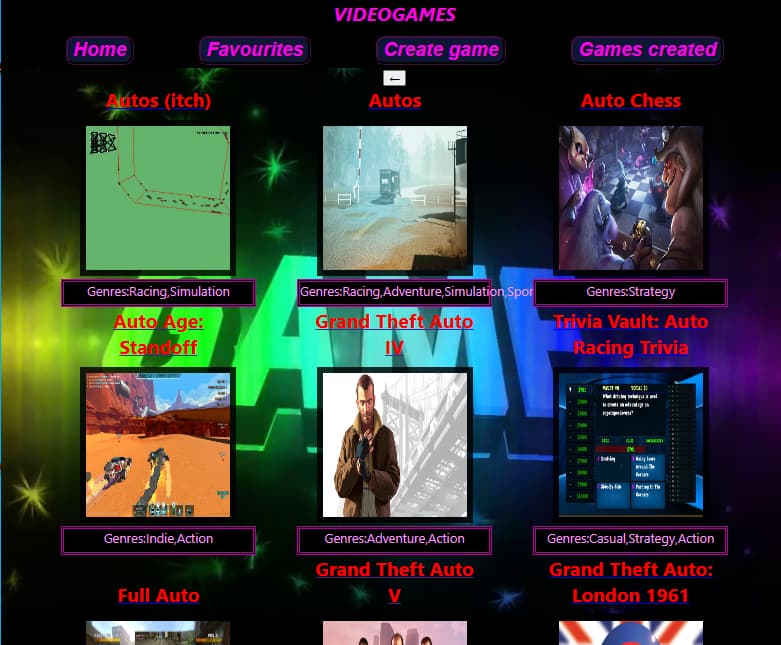 VIDEOGAMES
Home Favourites Create game Games created
←
Autos (itch) Autos Auto Chess
Genres:Racing,Simulation Genres:Racing,Adventure,Simulation,Spor Genres:Strategy
Auto Age: Grand Theft Auto Trivia Vault: Auto
Standoff IV Racing Trivia
GAME
Genres:Indie,Action Genres:Adventure,Action Genres:Casual,Strategy,Action
Grand Theft Auto Grand Theft Auto:
Full Auto V London 1961